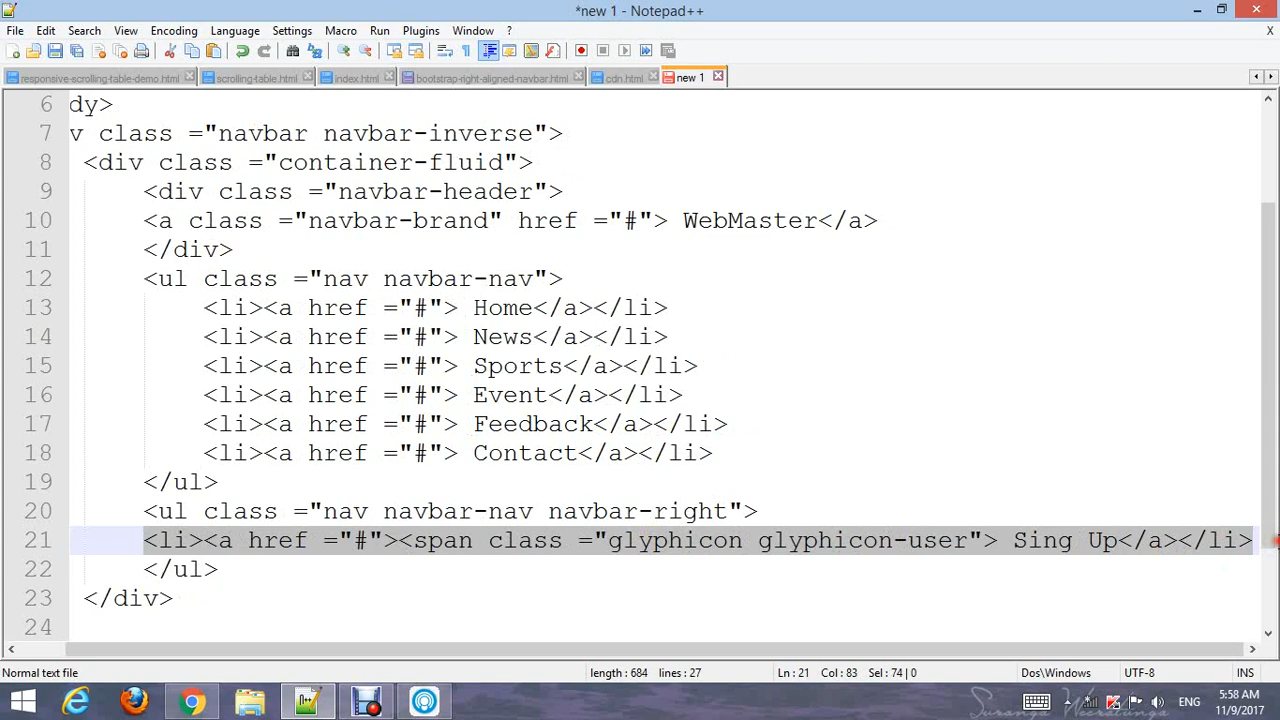 *new 1 - Notepad++
File Edit Search View Encoding Language Settings Macro Run Plugins Window ? X
responsive-scrolling-table-demo.html scrolling-table.html index.html bootstrap-right-aligned-navbar.html cdn.html new 1
6 dy>
7 v class ="navbar navbar-inverse">
8 <div class ="container-fluid">
9 <div class ="navbar-header">
10 <a class ="navbar-brand" href ="#"> WebMaster</a>
11 </div>
12 <ul class ="nav navbar-nav">
13 <li><a href ="#"> Home</a></li>
14 <li><a href ="#"> News</a></li>
15 <li><a href ="#"> Sports</a></li>
16 <li><a href ="#"> Event</a></li>
17 <li><a href ="#"> Feedback</a></li>
18 <li><a href ="#"> Contact</a></li>
19 </ul>
20 <ul class ="nav navbar-nav navbar-right">
21 <li><a href ="#"><span class ="glyphicon glyphicon-user"> Sing Up</a></li>
22 </ul>
23 </div>
24
Normal text file length : 684 lines : 27 Ln : 21 Col : 83 Sel : 74 | 0 Dos\Windows UTF-8 INS
Suranga Weeratunga ENG 5:58 AM
11/9/2017